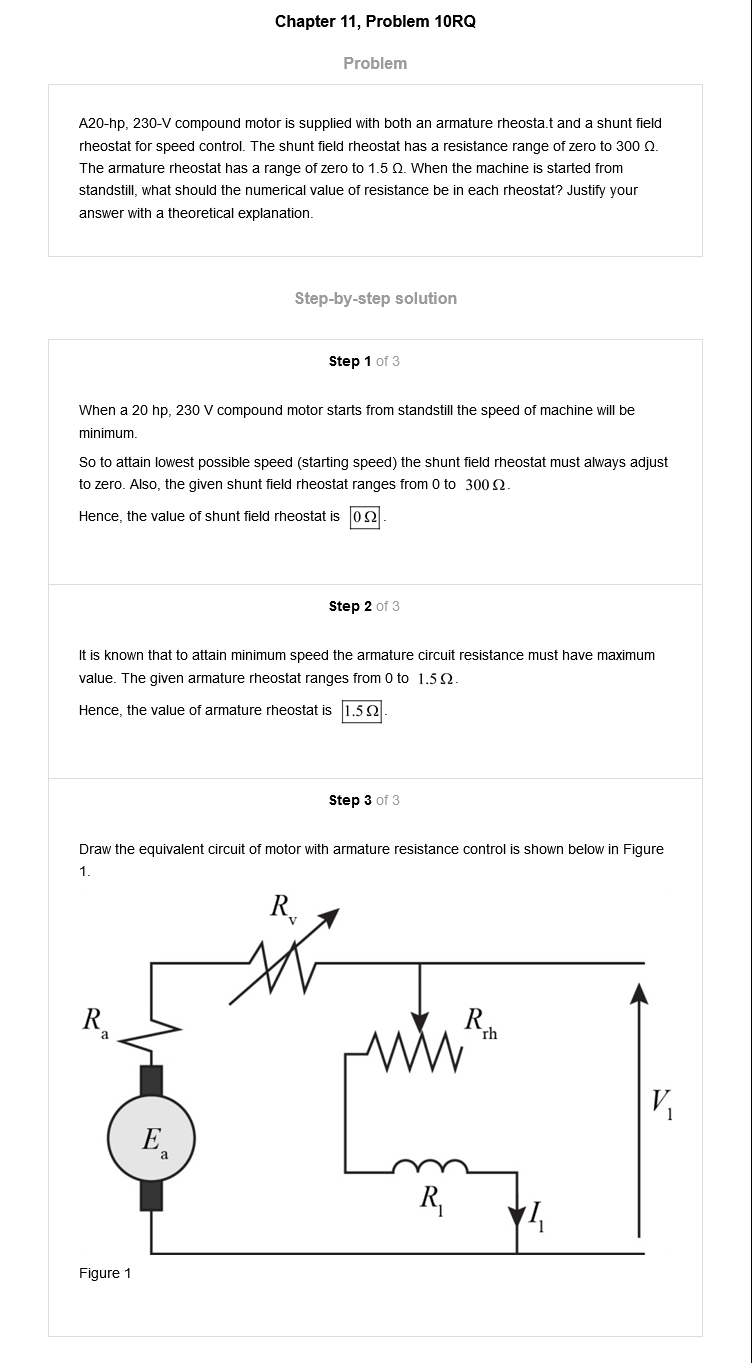 Chapter 11, Problem 10RQ
Problem
A20-hp, 230-V compound motor is supplied with both an armature rheosta.t and a shunt field
rheostat for speed control. The shunt field rheostat has a resistance range of zero to 300 Ω.
The armature rheostat has a range of zero to 1.5 Ω. When the machine is started from
standstill, what should the numerical value of resistance be in each rheostat? Justify your
answer with a theoretical explanation.
Step-by-step solution
Step 1 of 3
When a 20 hp, 230 V compound motor starts from standstill the speed of machine will be
minimum.
So to attain lowest possible speed (starting speed) the shunt field rheostat must always adjust
to zero. Also, the given shunt field rheostat ranges from 0 to 300 Ω.
Hence, the value of shunt field rheostat is 0 Ω.
Step 2 of 3
It is known that to attain minimum speed the armature circuit resistance must have maximum
value. The given armature rheostat ranges from 0 to 1.5 Ω.
Hence, the value of armature rheostat is 1.5 Ω.
Step 3 of 3
Draw the equivalent circuit of motor with armature resistance control is shown below in Figure
1.
R_v
R_a
R_rh
V_1
E_a
R_1
I_1
Figure 1